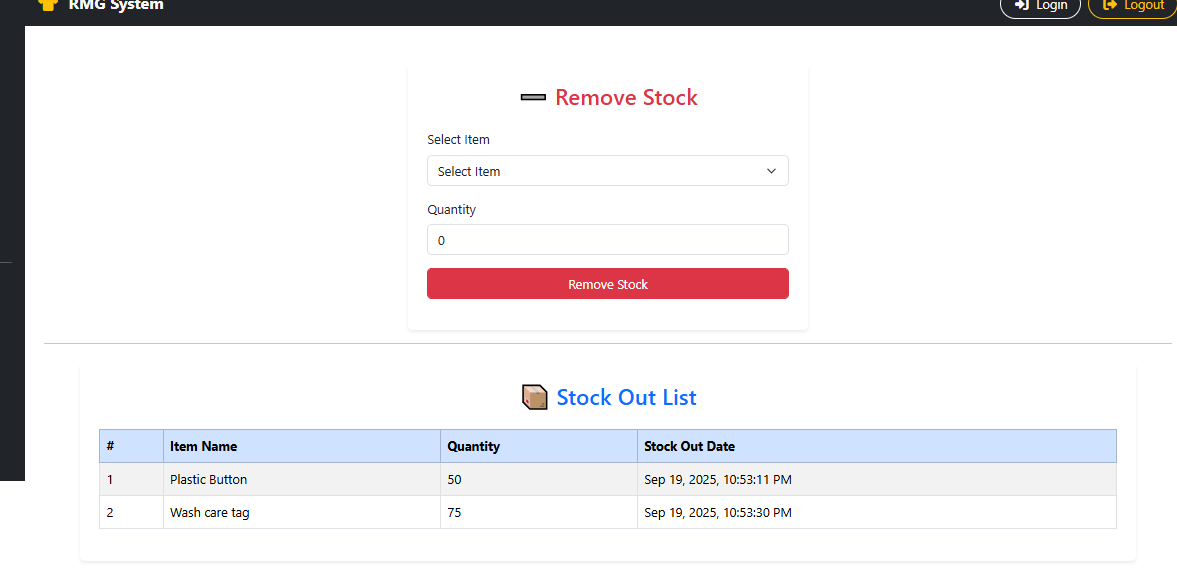 RMG System Login Logout
Remove Stock
Select Item
Select Item
Quantity
0
Remove Stock
Stock Out List
# Item Name Quantity Stock Out Date
1 Plastic Button 50 Sep 19, 2025, 10:53:11 PM
2 Wash care tag 75 Sep 19, 2025, 10:53:30 PM